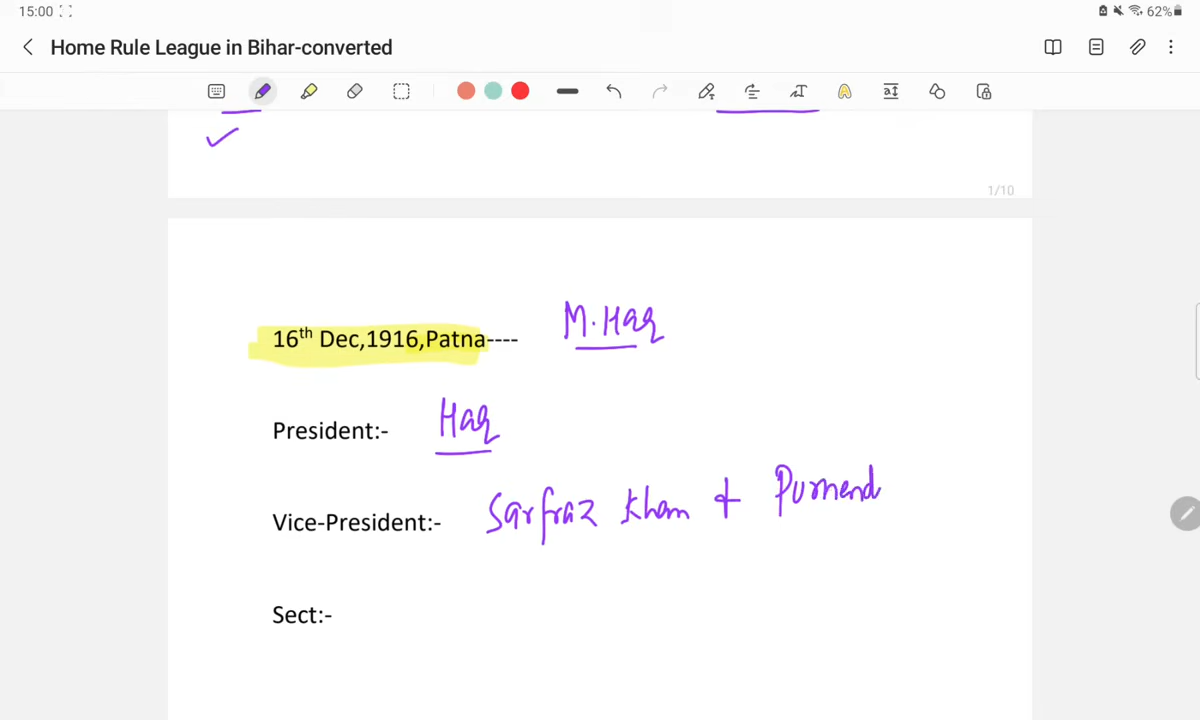 15:00 62%
Home Rule League in Bihar-converted
1/10
16th Dec,1916,Patna---- M. Haq
President:- Haq
Vice-President:- Sarfraz Khan + Purnend
Sect:-